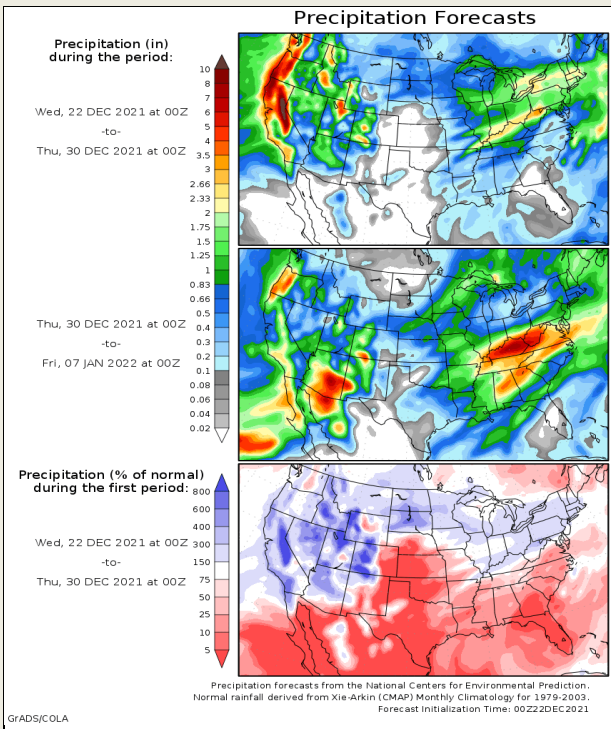 Precipitation Forecasts
Precipitation (in)
during the period:
Wed, 22 DEC 2021 at 00Z
-to-
Thu, 30 DEC 2021 at 00Z
10
8
7
6
5
4
3.5
3
2.66
2.33
2
1.75
1.5
1.25
1
0.83
0.66
0.5
0.4
0.3
0.2
0.1
0.08
0.06
0.04
0.02
Thu, 30 DEC 2021 at 00Z
-to-
Fri, 07 JAN 2022 at 00Z
Precipitation (% of normal)
during the first period:
Wed, 22 DEC 2021 at 00Z
-to-
Thu, 30 DEC 2021 at 00Z
800
600
400
300
150
75
50
25
10
5
Precipitation forecasts from the National Centers for Environmental Prediction.
Normal rainfall derived from Xie-Arkin (CMAP) Monthly Climatology for 1979-2003.
Forecast Initialization Time: 00Z22DEC2021
GrADS/COLA